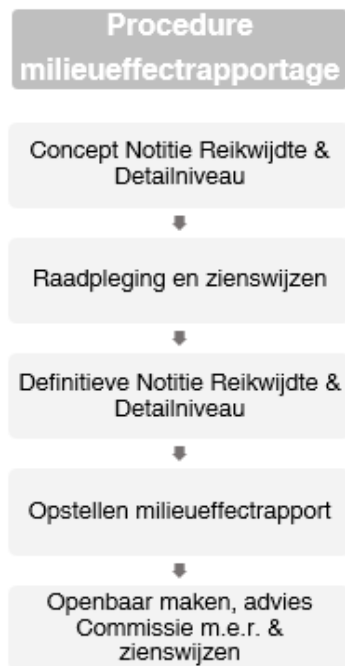 Procedure
milieueffectrapportage
Concept Notitie Reikwijdte &
Detailniveau
Raadpleging en zienswijzen
Definitieve Notitie Reikwijdte &
Detailniveau
Opstellen milieueffectrapport
Openbaar maken, advies
Commissie m.e.r. &
zienswijzen